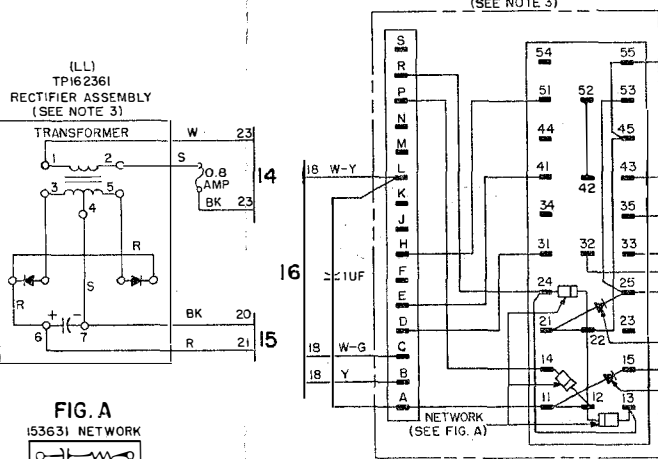 (SEE NOTE 3)
(LL)
TP162361
RECTIFIER ASSEMBLY
(SEE NOTE 3)
TRANSFORMER
W 23
1 2
S
0.8
AMP
14
3 5
4
BK 23
R
R
S
+ -
6 7
BK 20
15
R 21
FIG. A
153631 NETWORK
16
18 W-Y
1UF
18 W-G
18 Y
S
R
P
N
M
L
K
J
H
F
E
D
C
B
A
NETWORK
(SEE FIG. A)
54 55
51 52 53
44 45
41 42 43
34 35
31 32 33
24 25
21 22 23
14 15
11 12 13